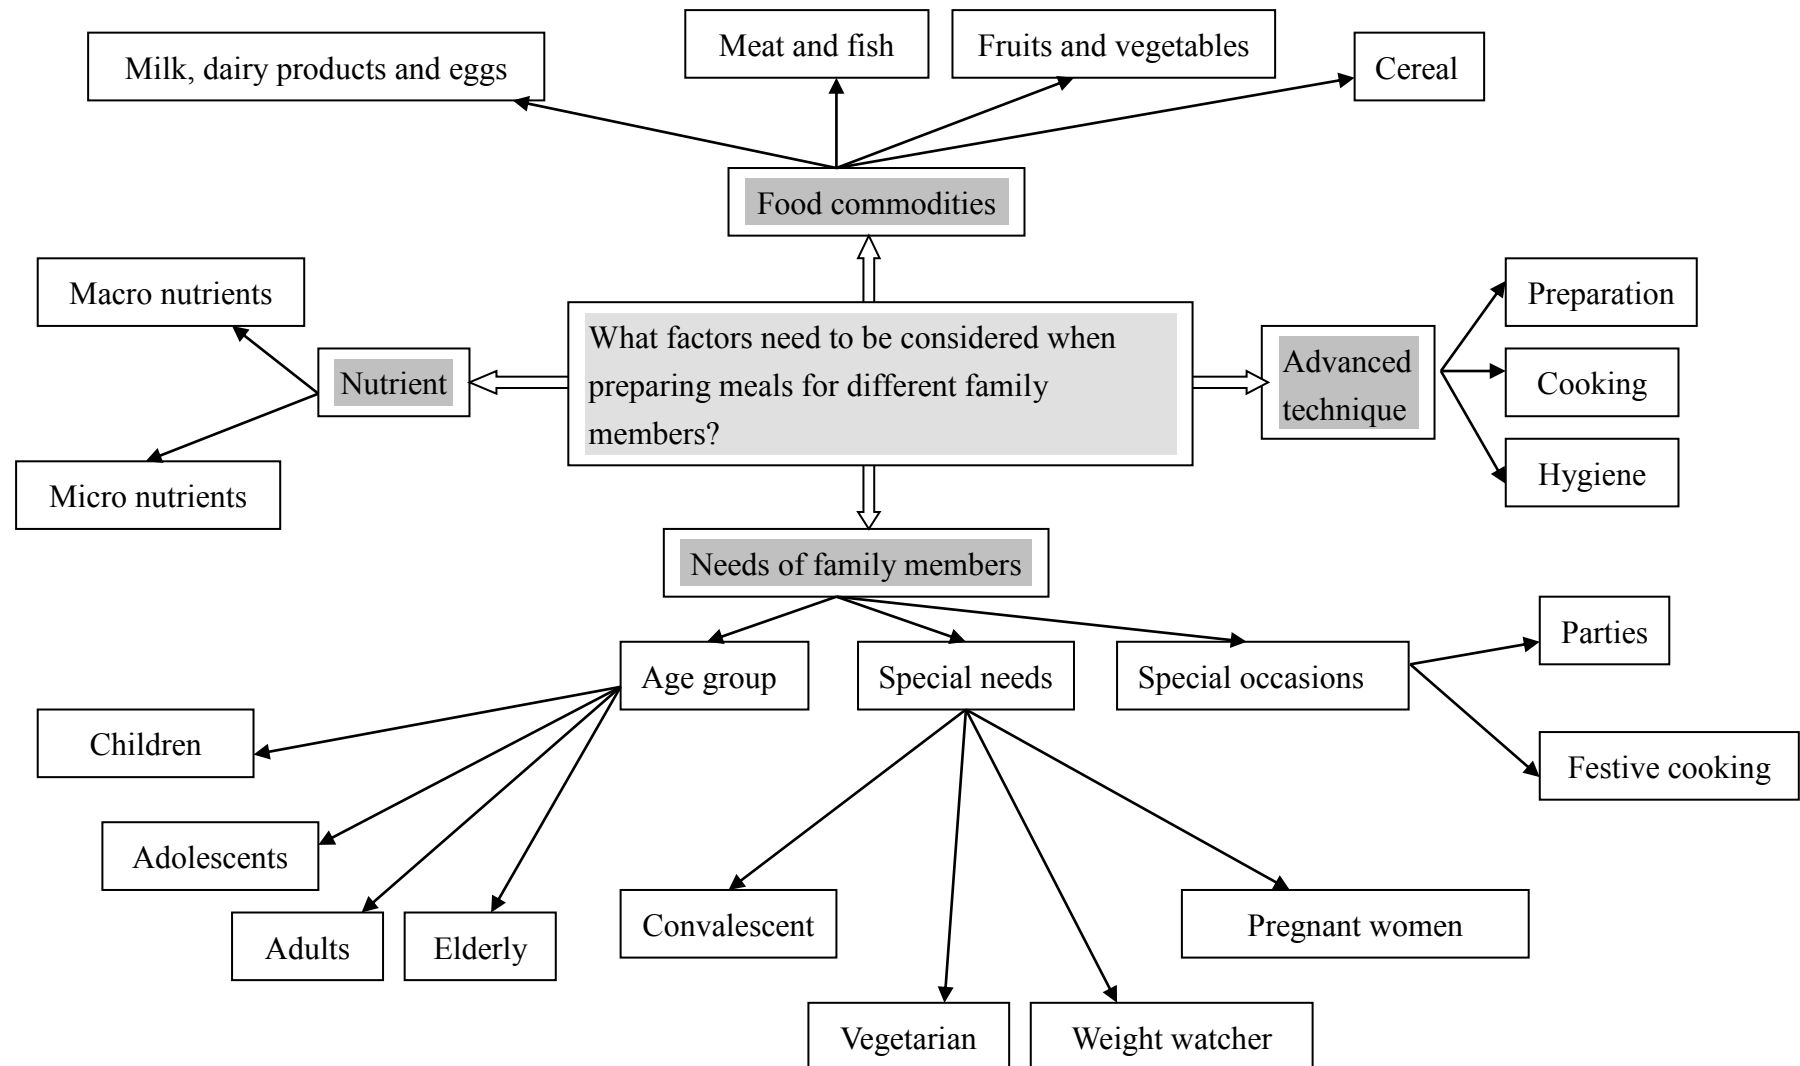 Meat and fish
Fruits and vegetables
Milk, dairy products and eggs
Cereal
Food commodities
Macro nutrients
Preparation
What factors need to be considered when
preparing meals for different family
members?
Nutrient
Advanced
technique
Cooking
Micro nutrients
Hygiene
Needs of family members
Parties
Age group
Special needs
Special occasions
Children
Festive cooking
Adolescents
Adults
Elderly
Convalescent
Pregnant women
Vegetarian
Weight watcher